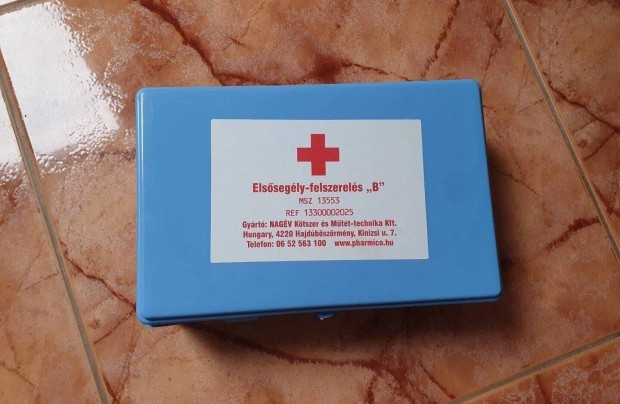 Elsősegély-felszerelés „B”
MSZ 13553
REF 13300002025
Gyártó: NAGÉV Kötszer és Műtét-technika Kft.
Hungary, 4220 Hajdúböszörmény, Kinizsi u. 7.
Telefon: 06 52 563 100 www.pharmico.hu